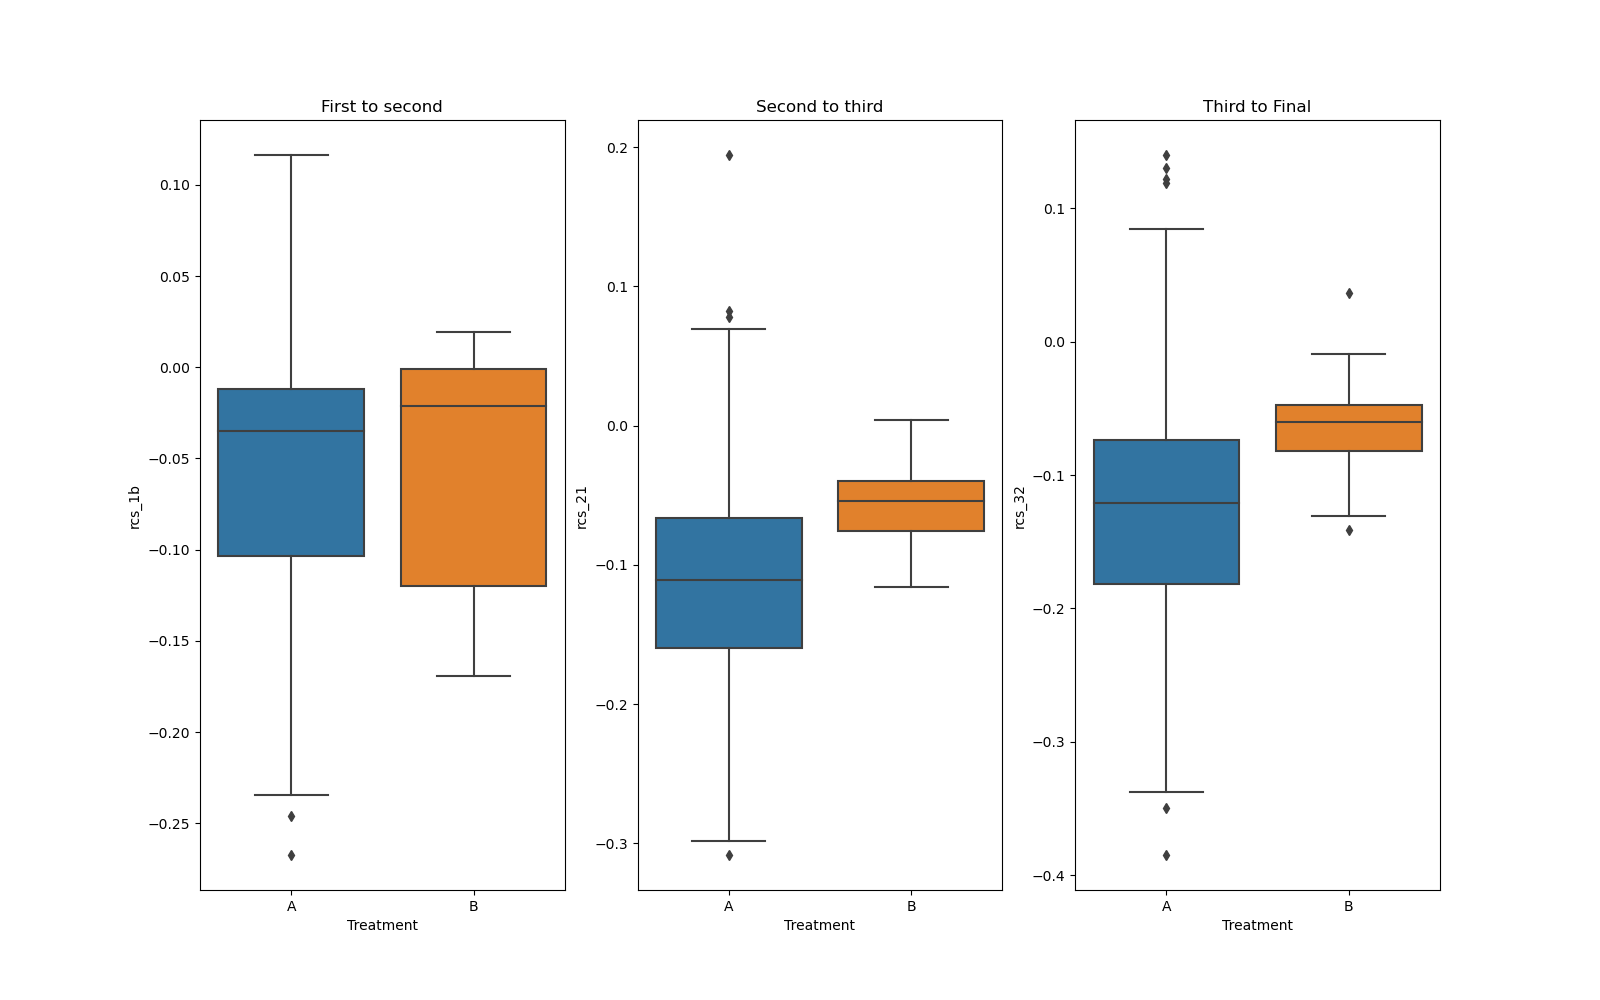 First to second
rcs_1b
0.10
0.05
0.00
−0.05
−0.10
−0.15
−0.20
−0.25
A
B
Treatment
Second to third
rcs_21
0.2
0.1
0.0
−0.1
−0.2
−0.3
A
B
Treatment
Third to Final
rcs_32
0.1
0.0
−0.1
−0.2
−0.3
−0.4
A
B
Treatment